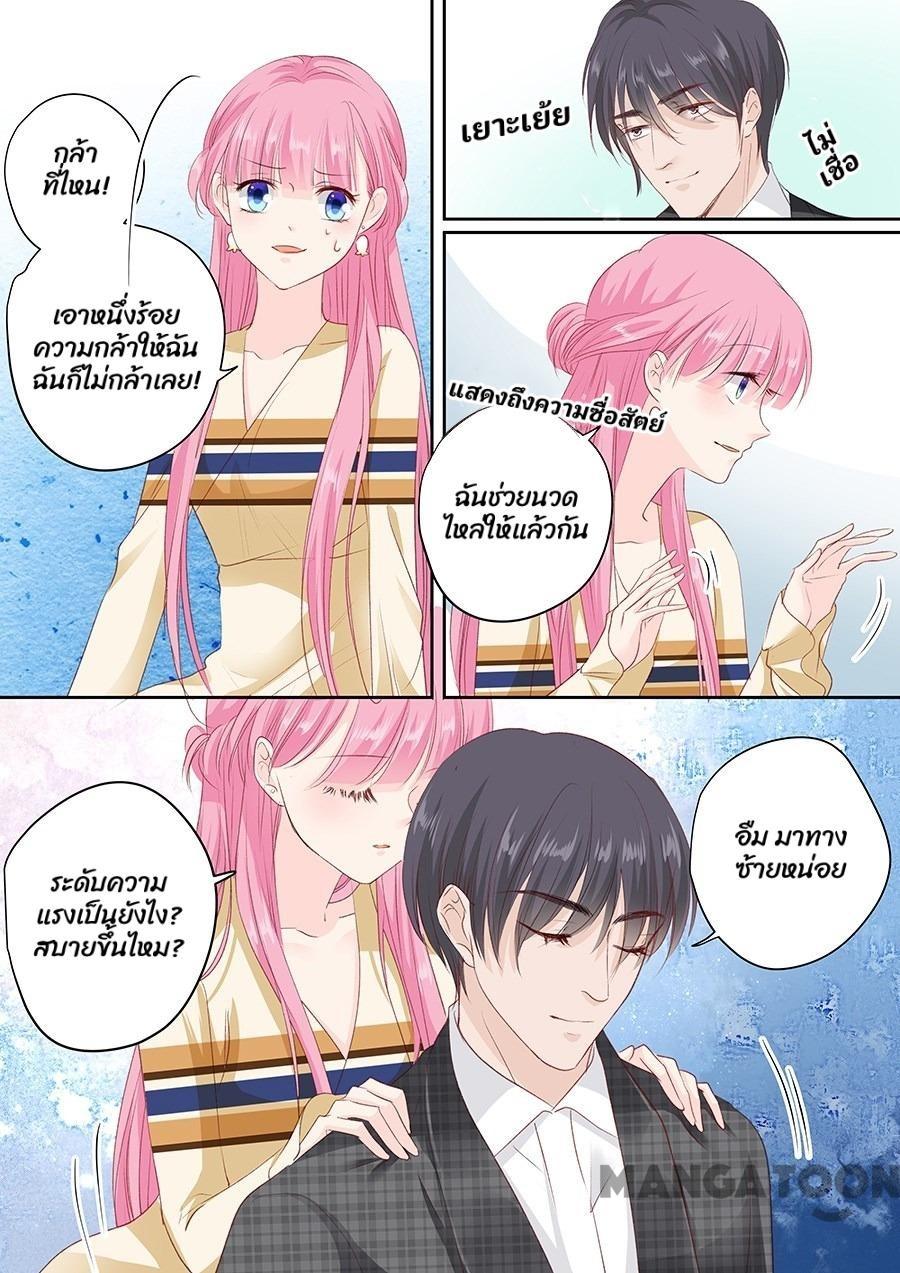 กล้า
ที่ไหน!
เอาหนึ่งร้อย
ความกล้าให้ฉัน
ฉันก็ไม่กล้าเลย!
เยาะเย้ย
ไม่
เชื่อ
แสดงถึงความซื่อสัตย์
ฉันช่วยนวด
ไหล่ให้แล้วกัน
ระดับความ
แรงเป็นยังไง?
สบายขึ้นไหม?
อืม มาทาง
ซ้ายหน่อย
MANGATOON